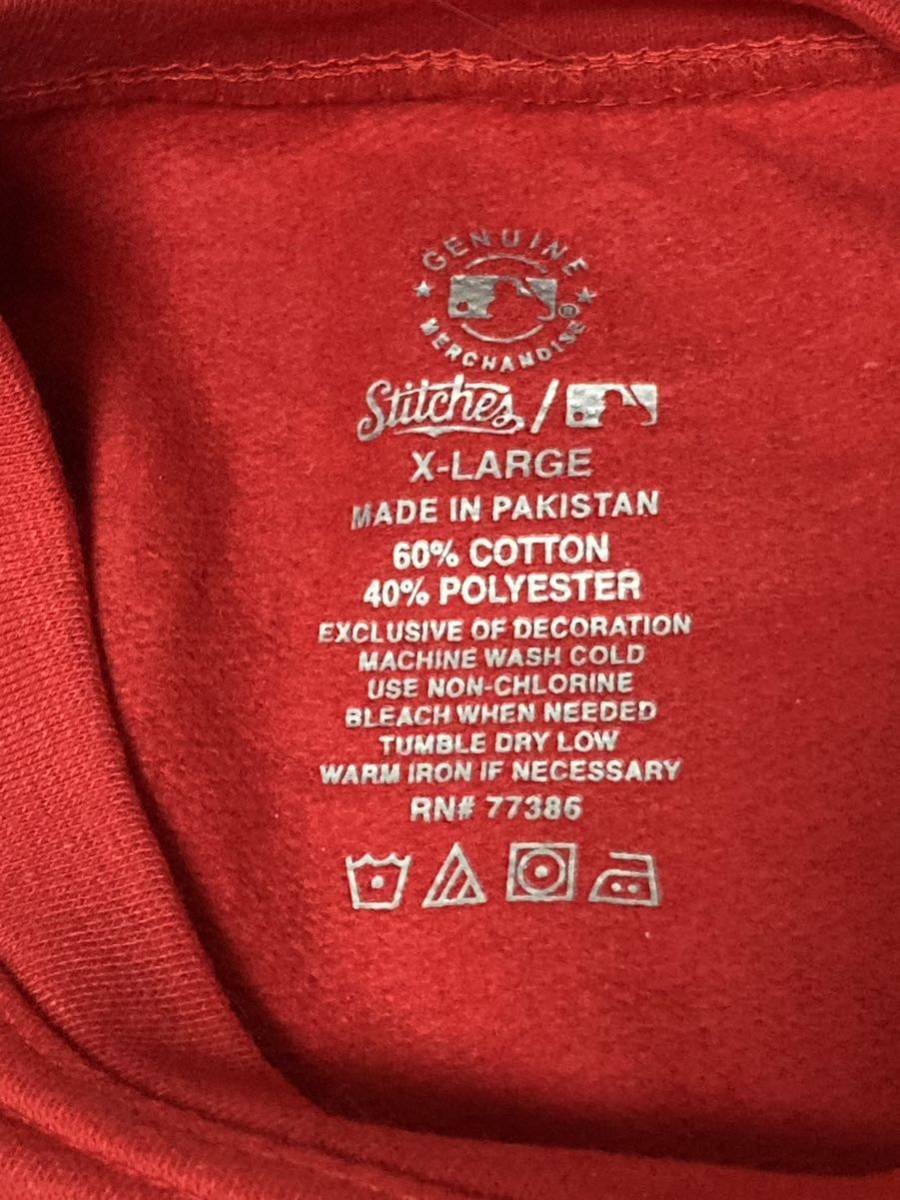 GENUINE
MERCHANDISE
Stitches /
X-LARGE
MADE IN PAKISTAN
60% COTTON
40% POLYESTER
EXCLUSIVE OF DECORATION
MACHINE WASH COLD
USE NON-CHLORINE
BLEACH WHEN NEEDED
TUMBLE DRY LOW
WARM IRON IF NECESSARY
RN# 77386